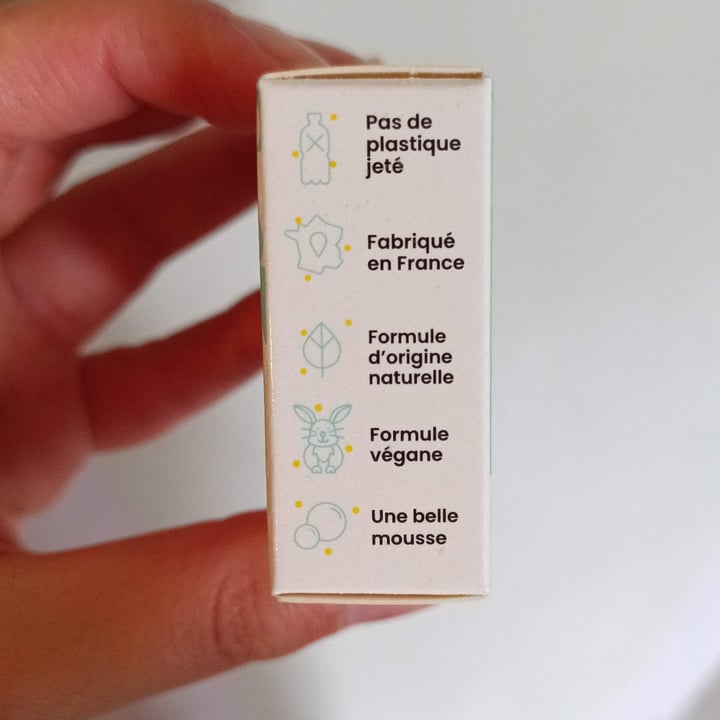 Pas de
plastique
jeté
Fabriqué
en France
Formule
d'origine
naturelle
Formule
végane
Une belle
mousse